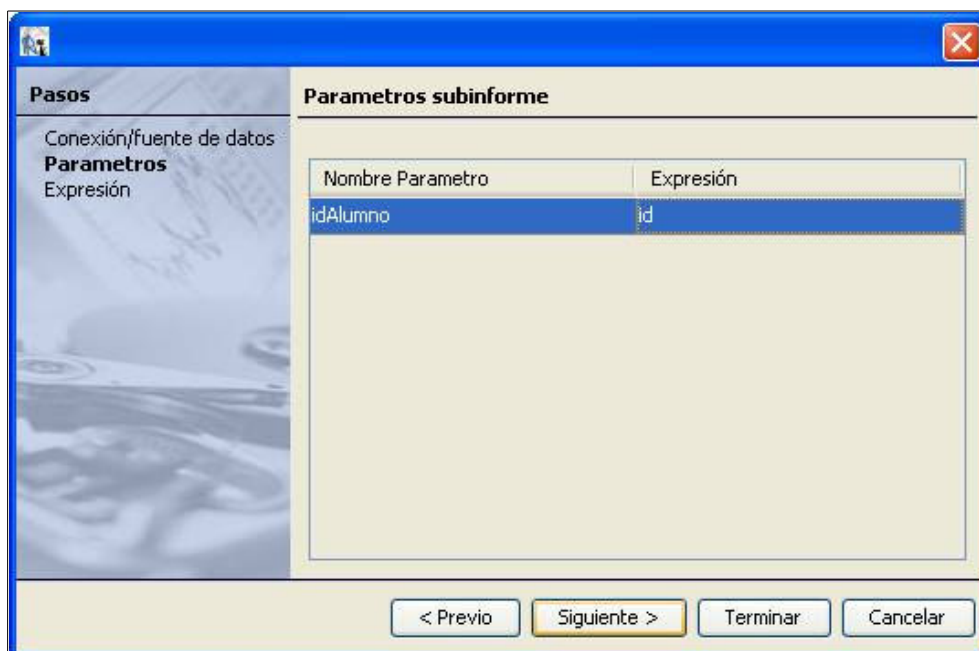 Pasos
Conexión/fuente de datos
Parametros
Expresión
Parametros subinforme
Nombre Parametro Expresión
idAlumno id
< Previo Siguiente > Terminar Cancelar